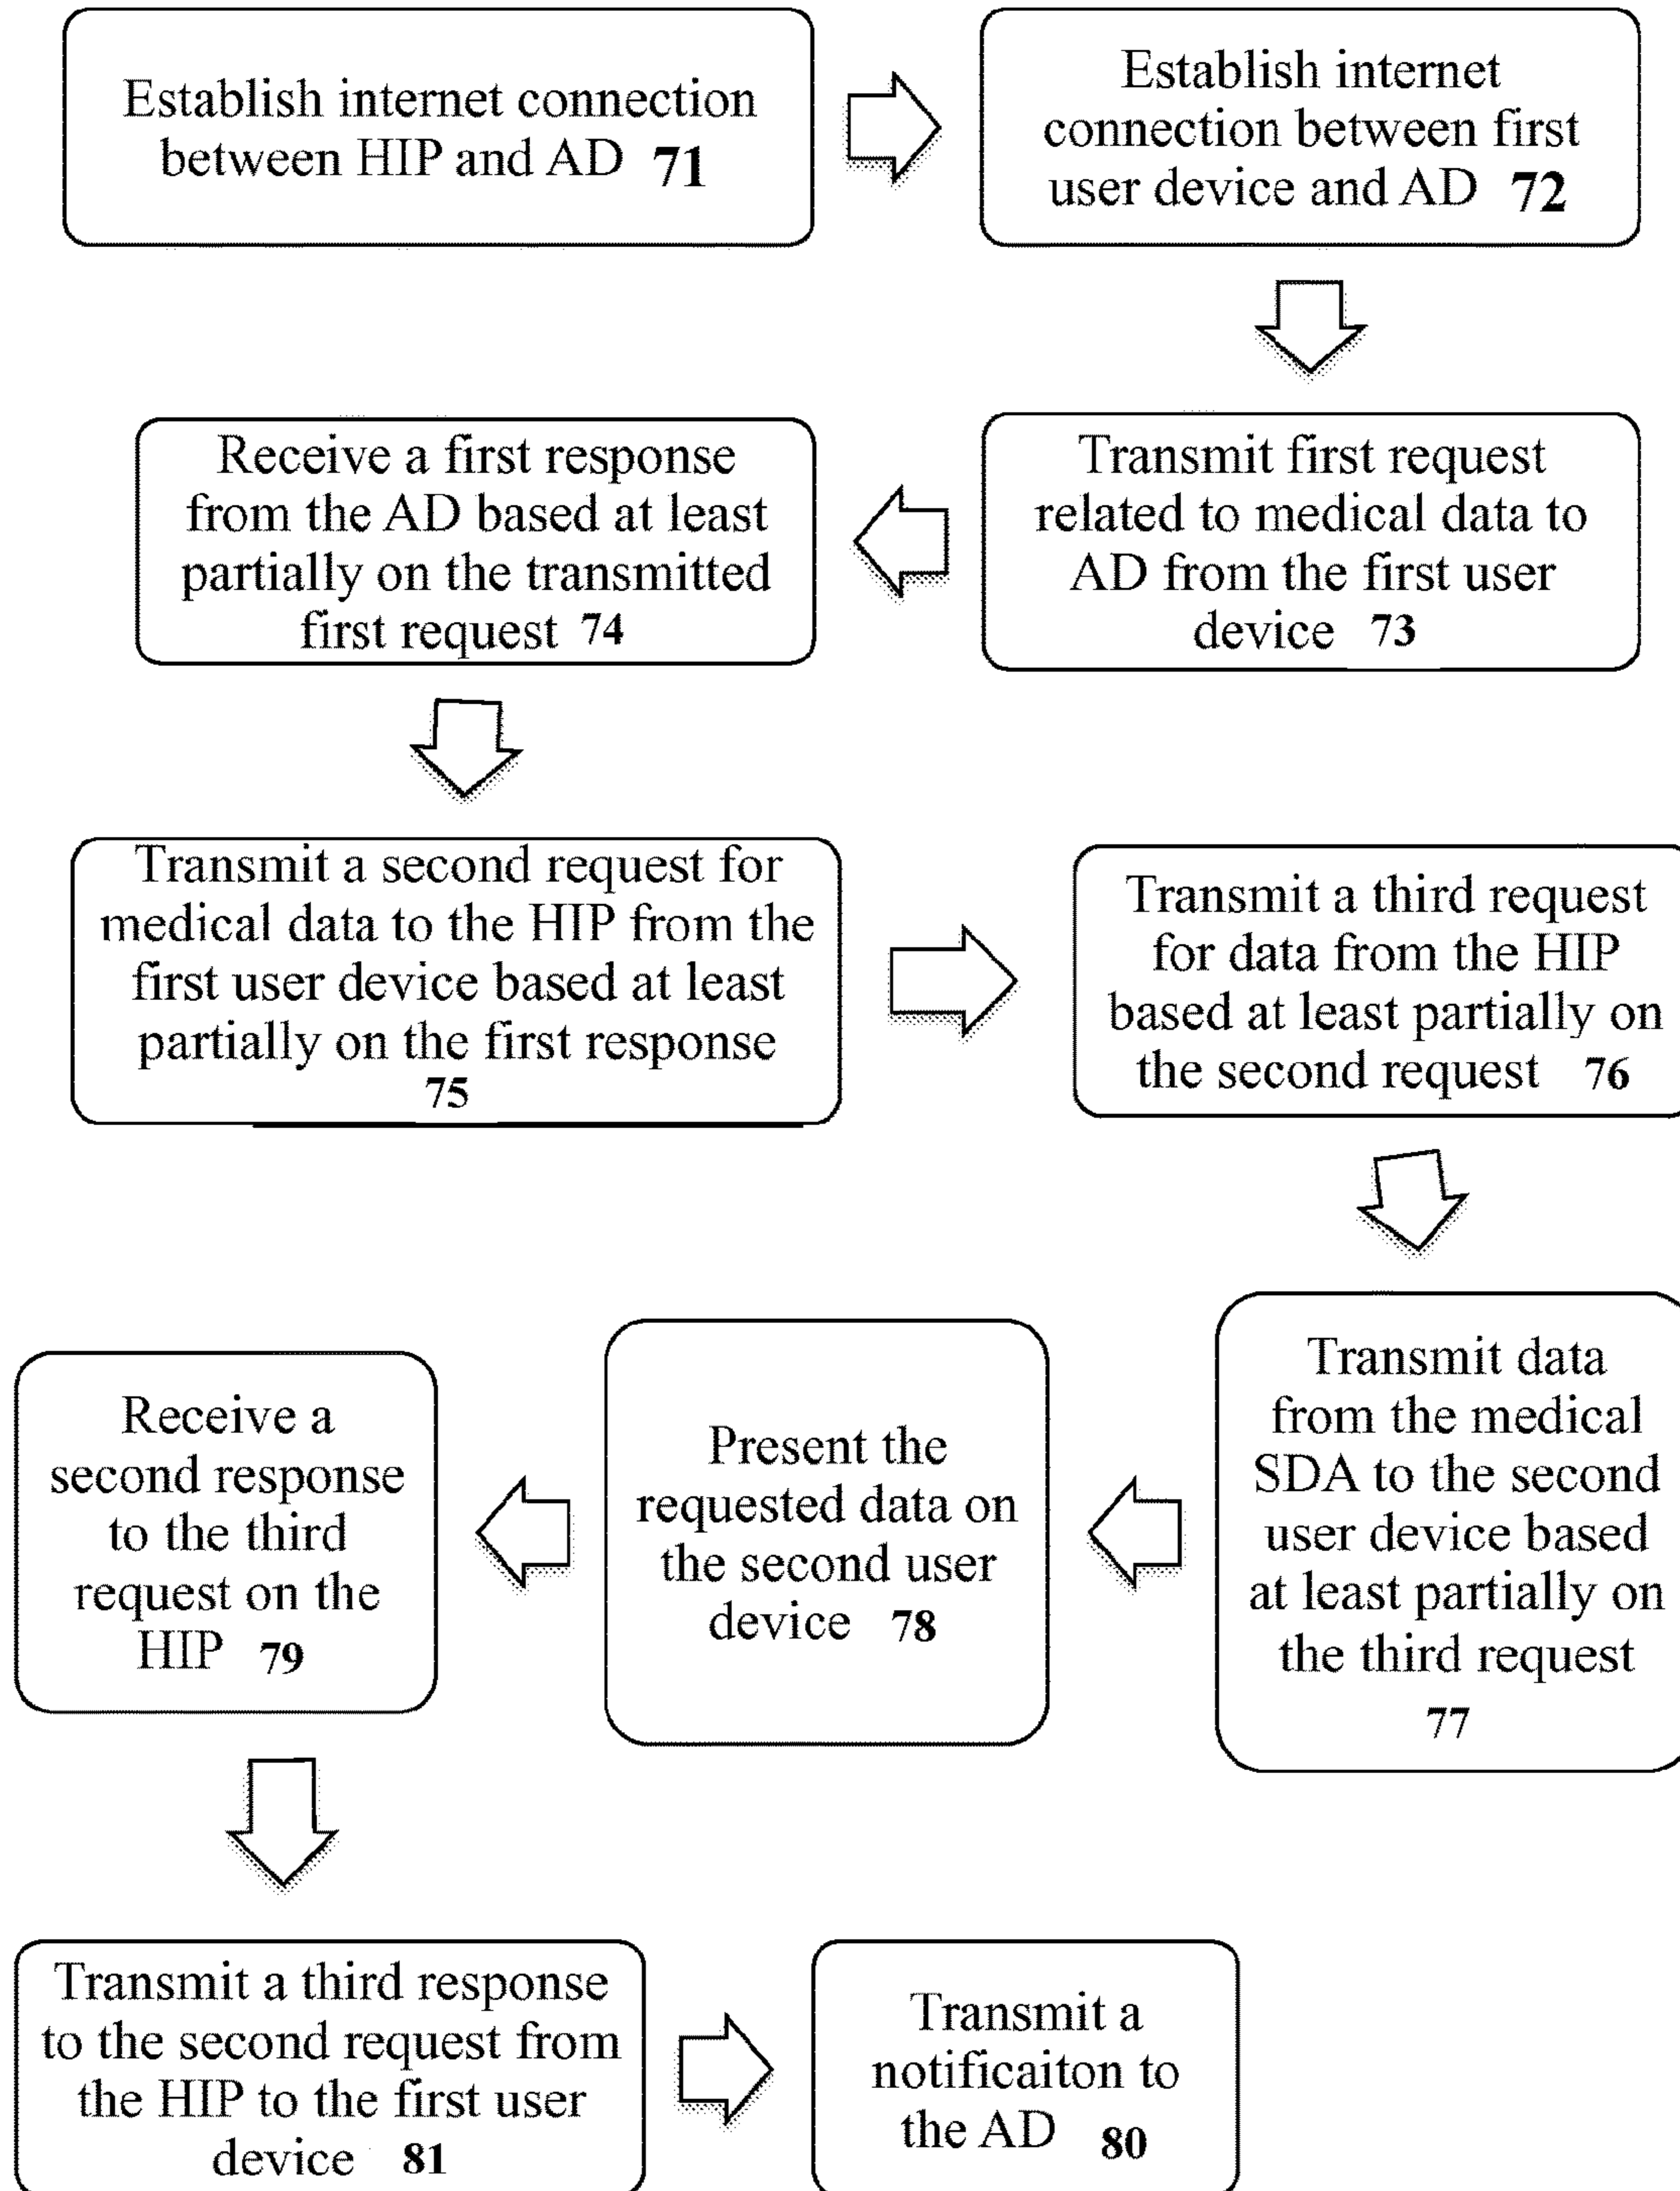 Establish internet connection
between HIP and AD 71
Establish internet
connection between first
user device and AD 72
Transmit first request
related to medical data to
AD from the first user
device 73
Receive a first response
from the AD based at least
partially on the transmitted
first request 74
Transmit a second request for
medical data to the HIP from the
first user device based at least
partially on the first response
75
Transmit a third request
for data from the HIP
based at least partially on
the second request 76
Transmit data
from the medical
SDA to the second
user device based
at least partially on
the third request
77
Present the
requested data on
the second user
device 78
Receive a
second response
to the third
request on the
HIP 79
Transmit a third response
to the second request from
the HIP to the first user
device 81
Transmit a
notificaiton to
the AD 80